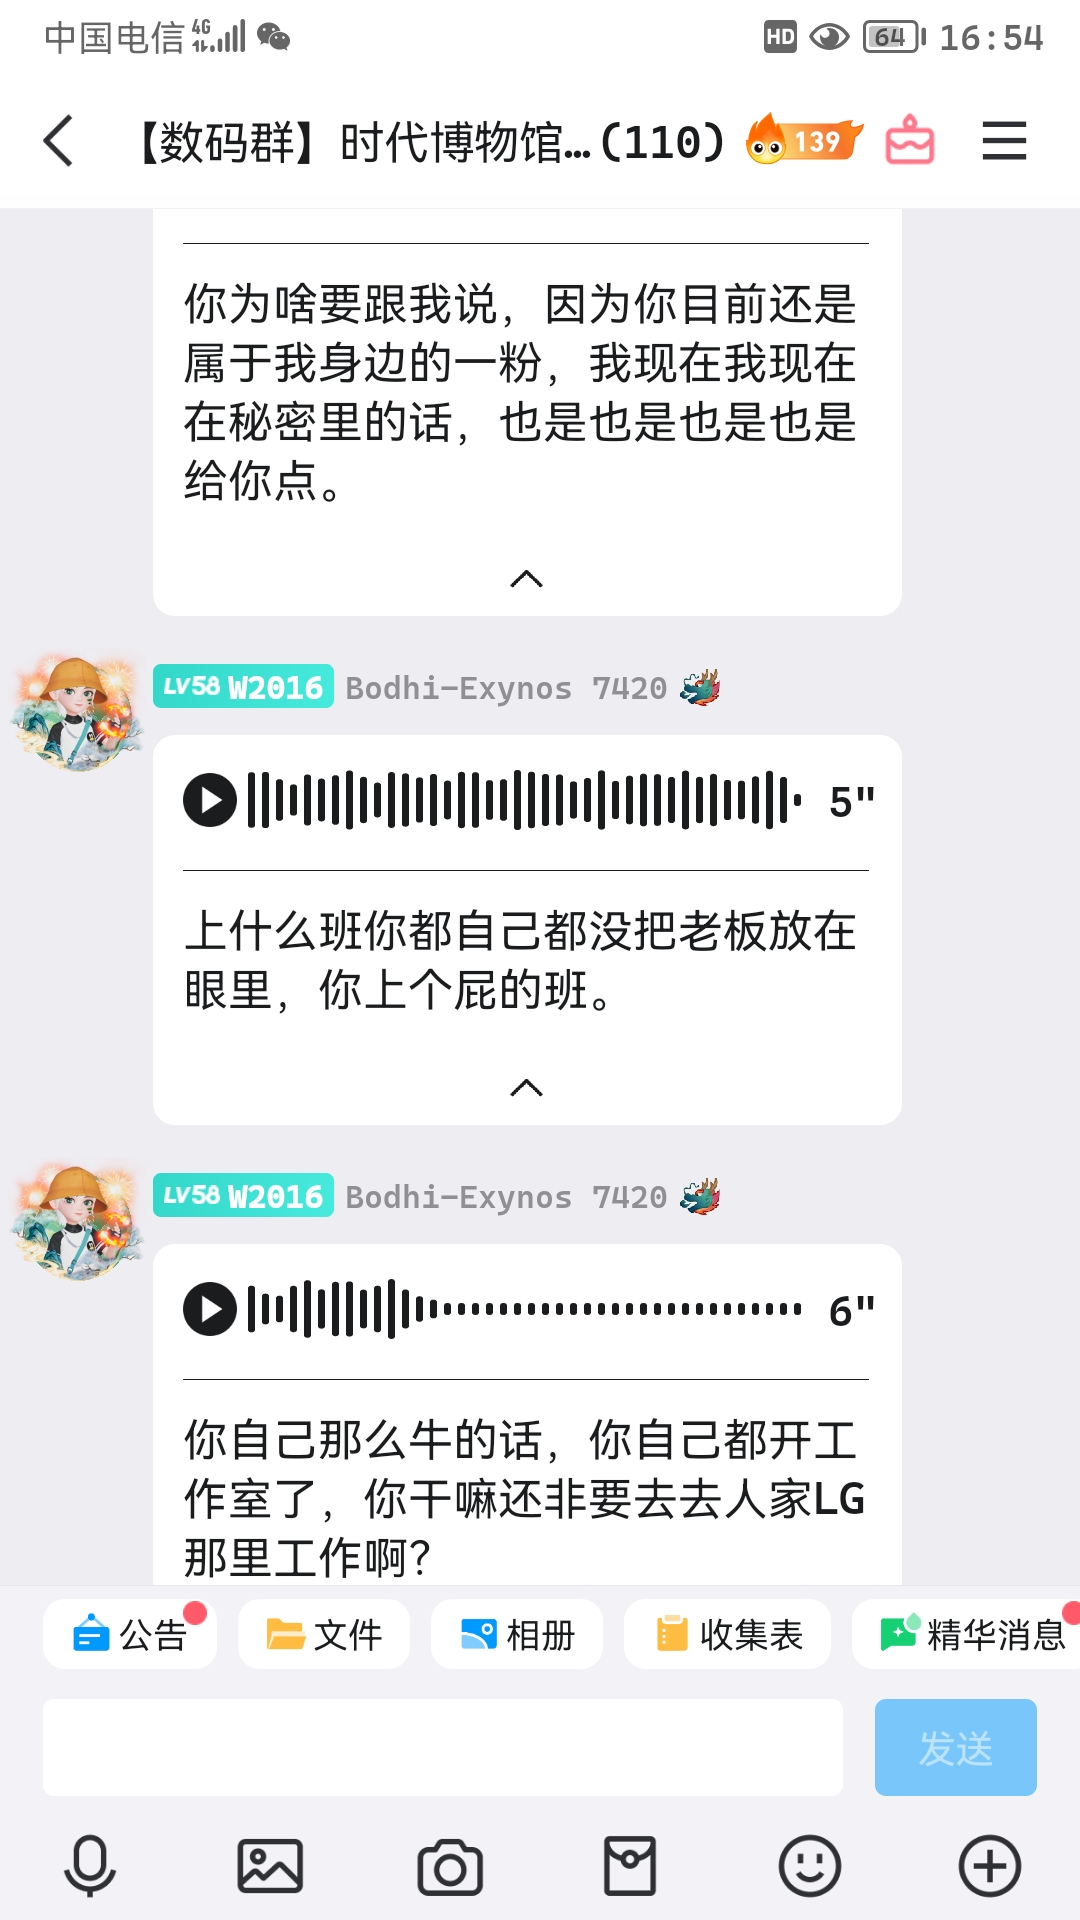 中国电信 4G HD 64 16:54
【数码群】时代博物馆...(110) 139
你为啥要跟我说，因为你目前还是
属于我身边的一粉，我现在我现在
在秘密里的话，也是也是也是也是
给你点。
LV58 W2016 Bodhi-Exynos 7420
5"
上什么班你都自己都没把老板放在
眼里，你上个屁的班。
LV58 W2016 Bodhi-Exynos 7420
6"
你自己那么牛的话，你自己都开工
作室了，你干嘛还非要去去人家LG
那里工作啊?
公告 文件 相册 收集表 精华消息
发送